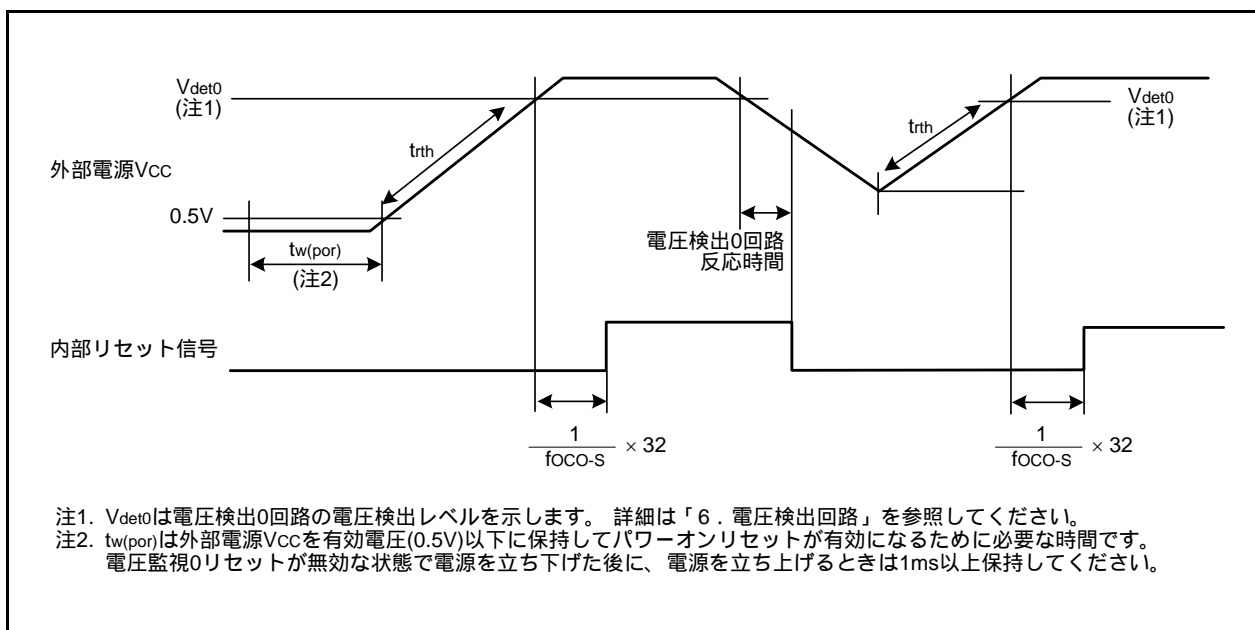 Vdet0
(注1)
trth
trth
Vdet0
(注1)
外部電源VCC
0.5V
tw(por)
(注2)
電圧検出0回路
反応時間
内部リセット信号
1
fOCO-S
× 32
1
fOCO-S
× 32
注1. Vdet0は電圧検出0回路の電圧検出レベルを示します。 詳細は「6．電圧検出回路」を参照してください。
注2. tw(por)は外部電源VCCを有効電圧(0.5V)以下に保持してパワーオンリセットが有効になるために必要な時間です。
電圧監視0リセットが無効な状態で電源を立ち下げた後に、電源を立ち上げるときは1ms以上保持してください。